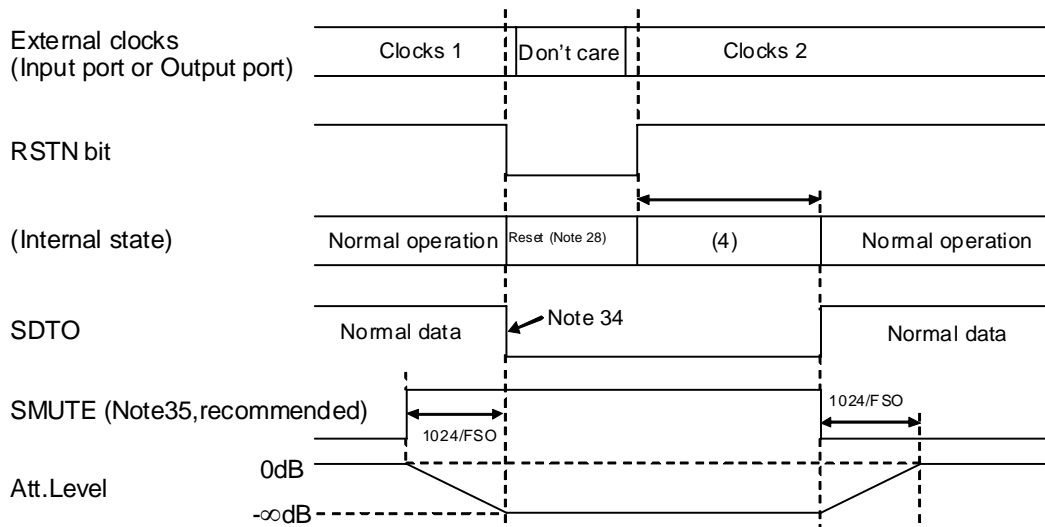 External clocks
(Input port or Output port)
Clocks 1
Don't care
Clocks 2
RSTN bit
(Internal state)
Normal operation
Reset (Note 28)
(4)
Normal operation
SDTO
Normal data
Note 34
Normal data
SMUTE (Note35,recommended)
1024/FSO
1024/FSO
Att.Level
0dB
-∞dB